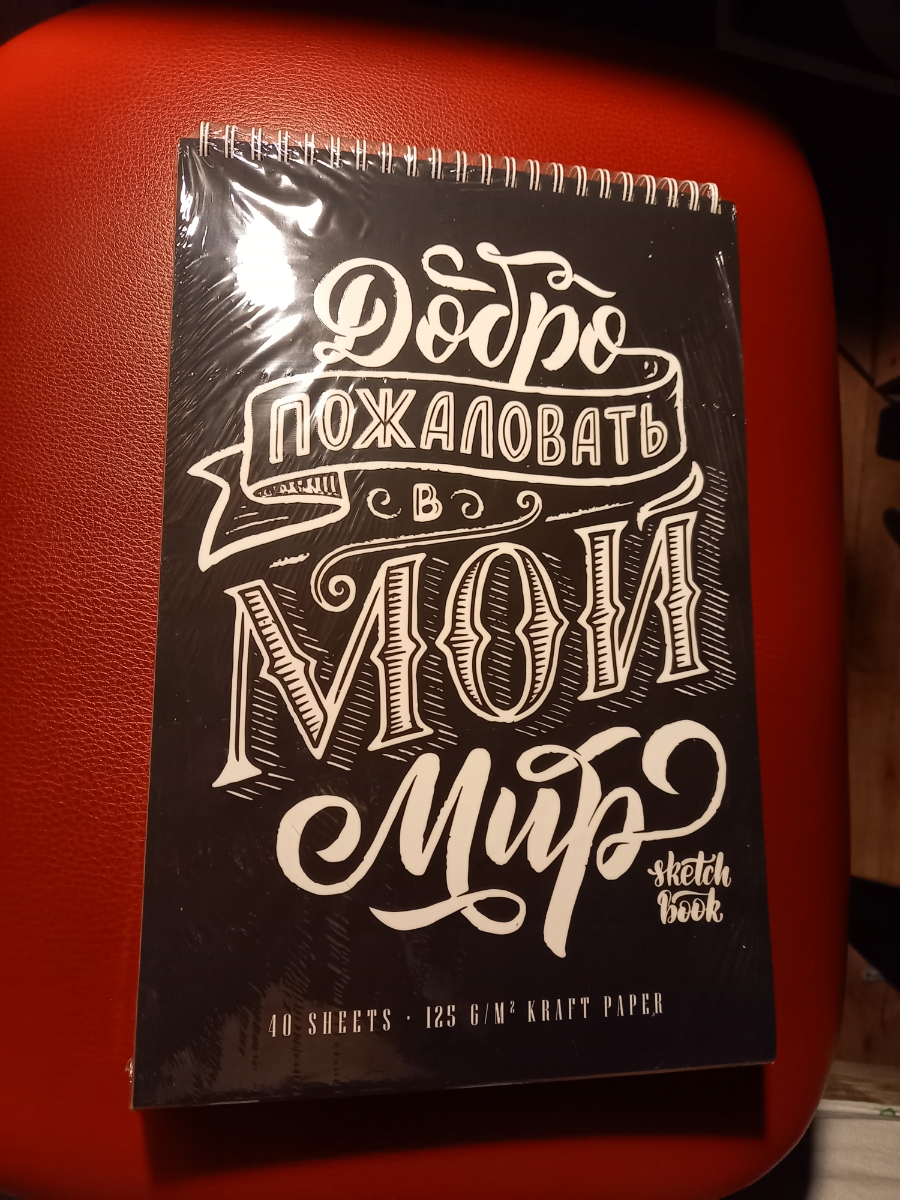 Добро
ПОЖАЛОВАТЬ
В
МОЙ
Мир
sketch
Book
40 SHEETS · 125 G/M² KRAFT PAPER